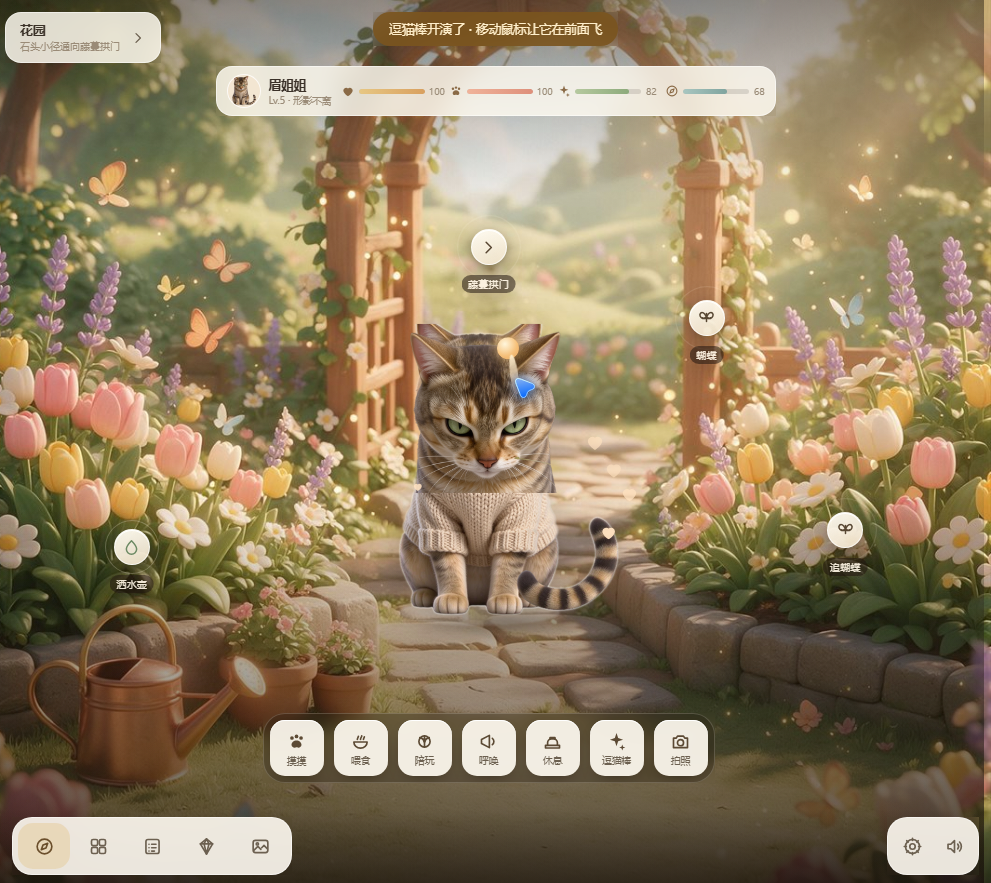 花园
石头小径通向藤蔓拱门
逗猫棒开演了 · 移动鼠标让它在前面飞
眉姐姐
Lv.5 · 形影不离
100
100
82
68
藤蔓拱门
蝴蝶
追蝴蝶
洒水壶
摸摸
喂食
陪玩
呼唤
休息
逗猫棒
拍照